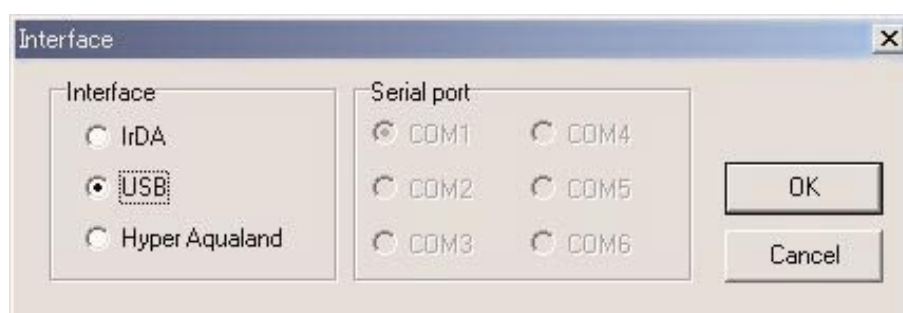 Interface
Interface
IrDA
USB
Hyper Aqualand
Serial port
COM1
COM4
COM2
COM5
COM3
COM6
OK
Cancel